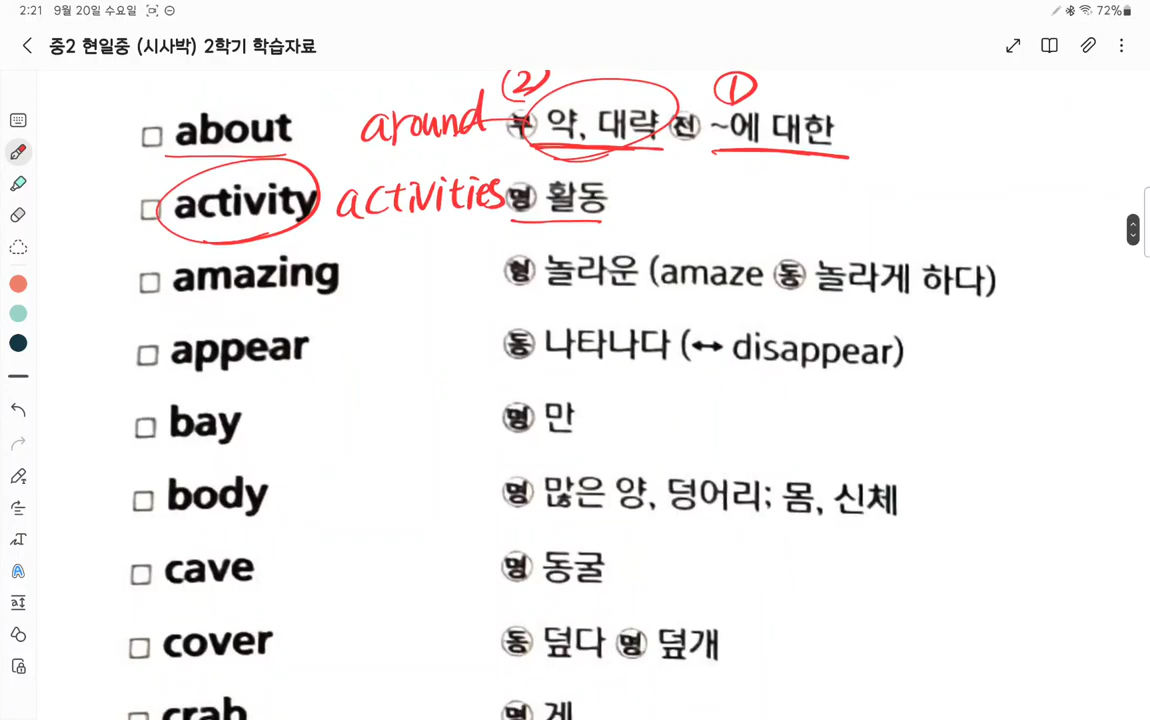 2:21 9월 20일 수요일 72%
중2 현일중 (시사박) 2학기 학습자료
(2) ①
about around 부 약, 대략 전 ~에 대한
activity activities 명 활동
amazing 형 놀라운 (amaze 동 놀라게 하다)
appear 동 나타나다 (↔ disappear)
bay 명 만
body 명 많은 양, 덩어리; 몸, 신체
cave 명 동굴
cover 동 덮다 명 덮개
crab 명 게